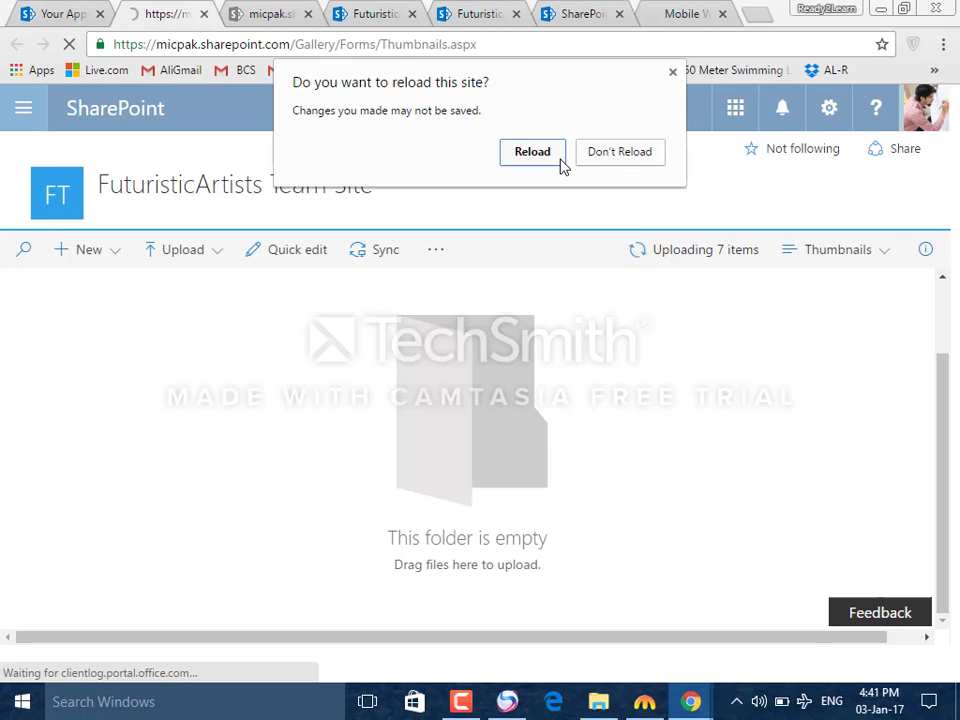 Your App
https://m
micpak.sh
Futuristic
Futuristic
SharePoi
Mobile W
Ready2Learn
https://micpak.sharepoint.com/Gallery/Forms/Thumbnails.aspx
Apps
Live.com
AliGmail
BCS
50 Meter Swimming L
AL-R
»
Do you want to reload this site?
Changes you made may not be saved.
Reload
Don't Reload
SharePoint
?
Not following
Share
FT
FuturisticArtists Team Site
New
Upload
Quick edit
Sync
...
Uploading 7 items
Thumbnails
TechSmith
MADE WITH CAMTASIA FREE TRIAL
This folder is empty
Drag files here to upload.
Feedback
Waiting for clientlog.portal.office.com...
Search Windows
ENG
4:41 PM
03-Jan-17